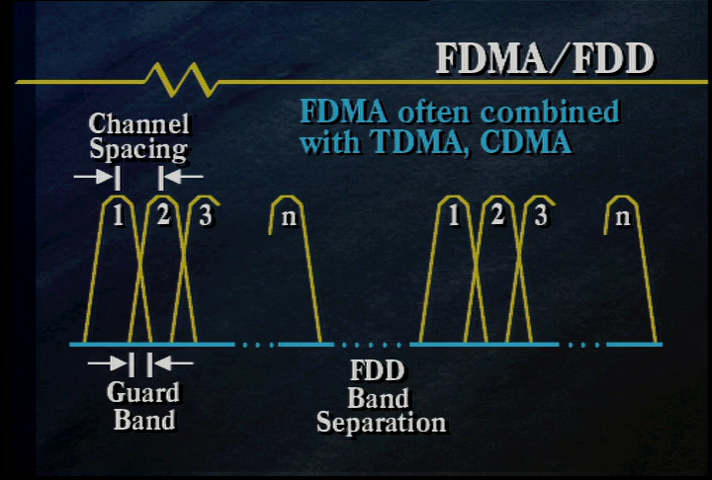 FDMA/FDD
FDMA often combined
with TDMA, CDMA
Channel
Spacing
1 2 3 n 1 2 3 n
Guard
Band
FDD
Band
Separation